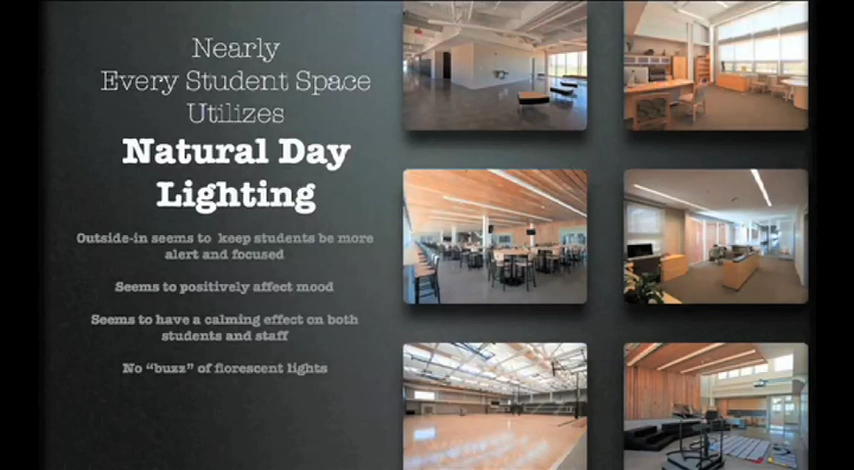 Nearly
Every Student Space
Utilizes
Natural Day
Lighting
Outside-in seems to keep students be more
alert and focused
Seems to positively affect mood
Seems to have a calming effect on both
students and staff
No “buzz” of florescent lights